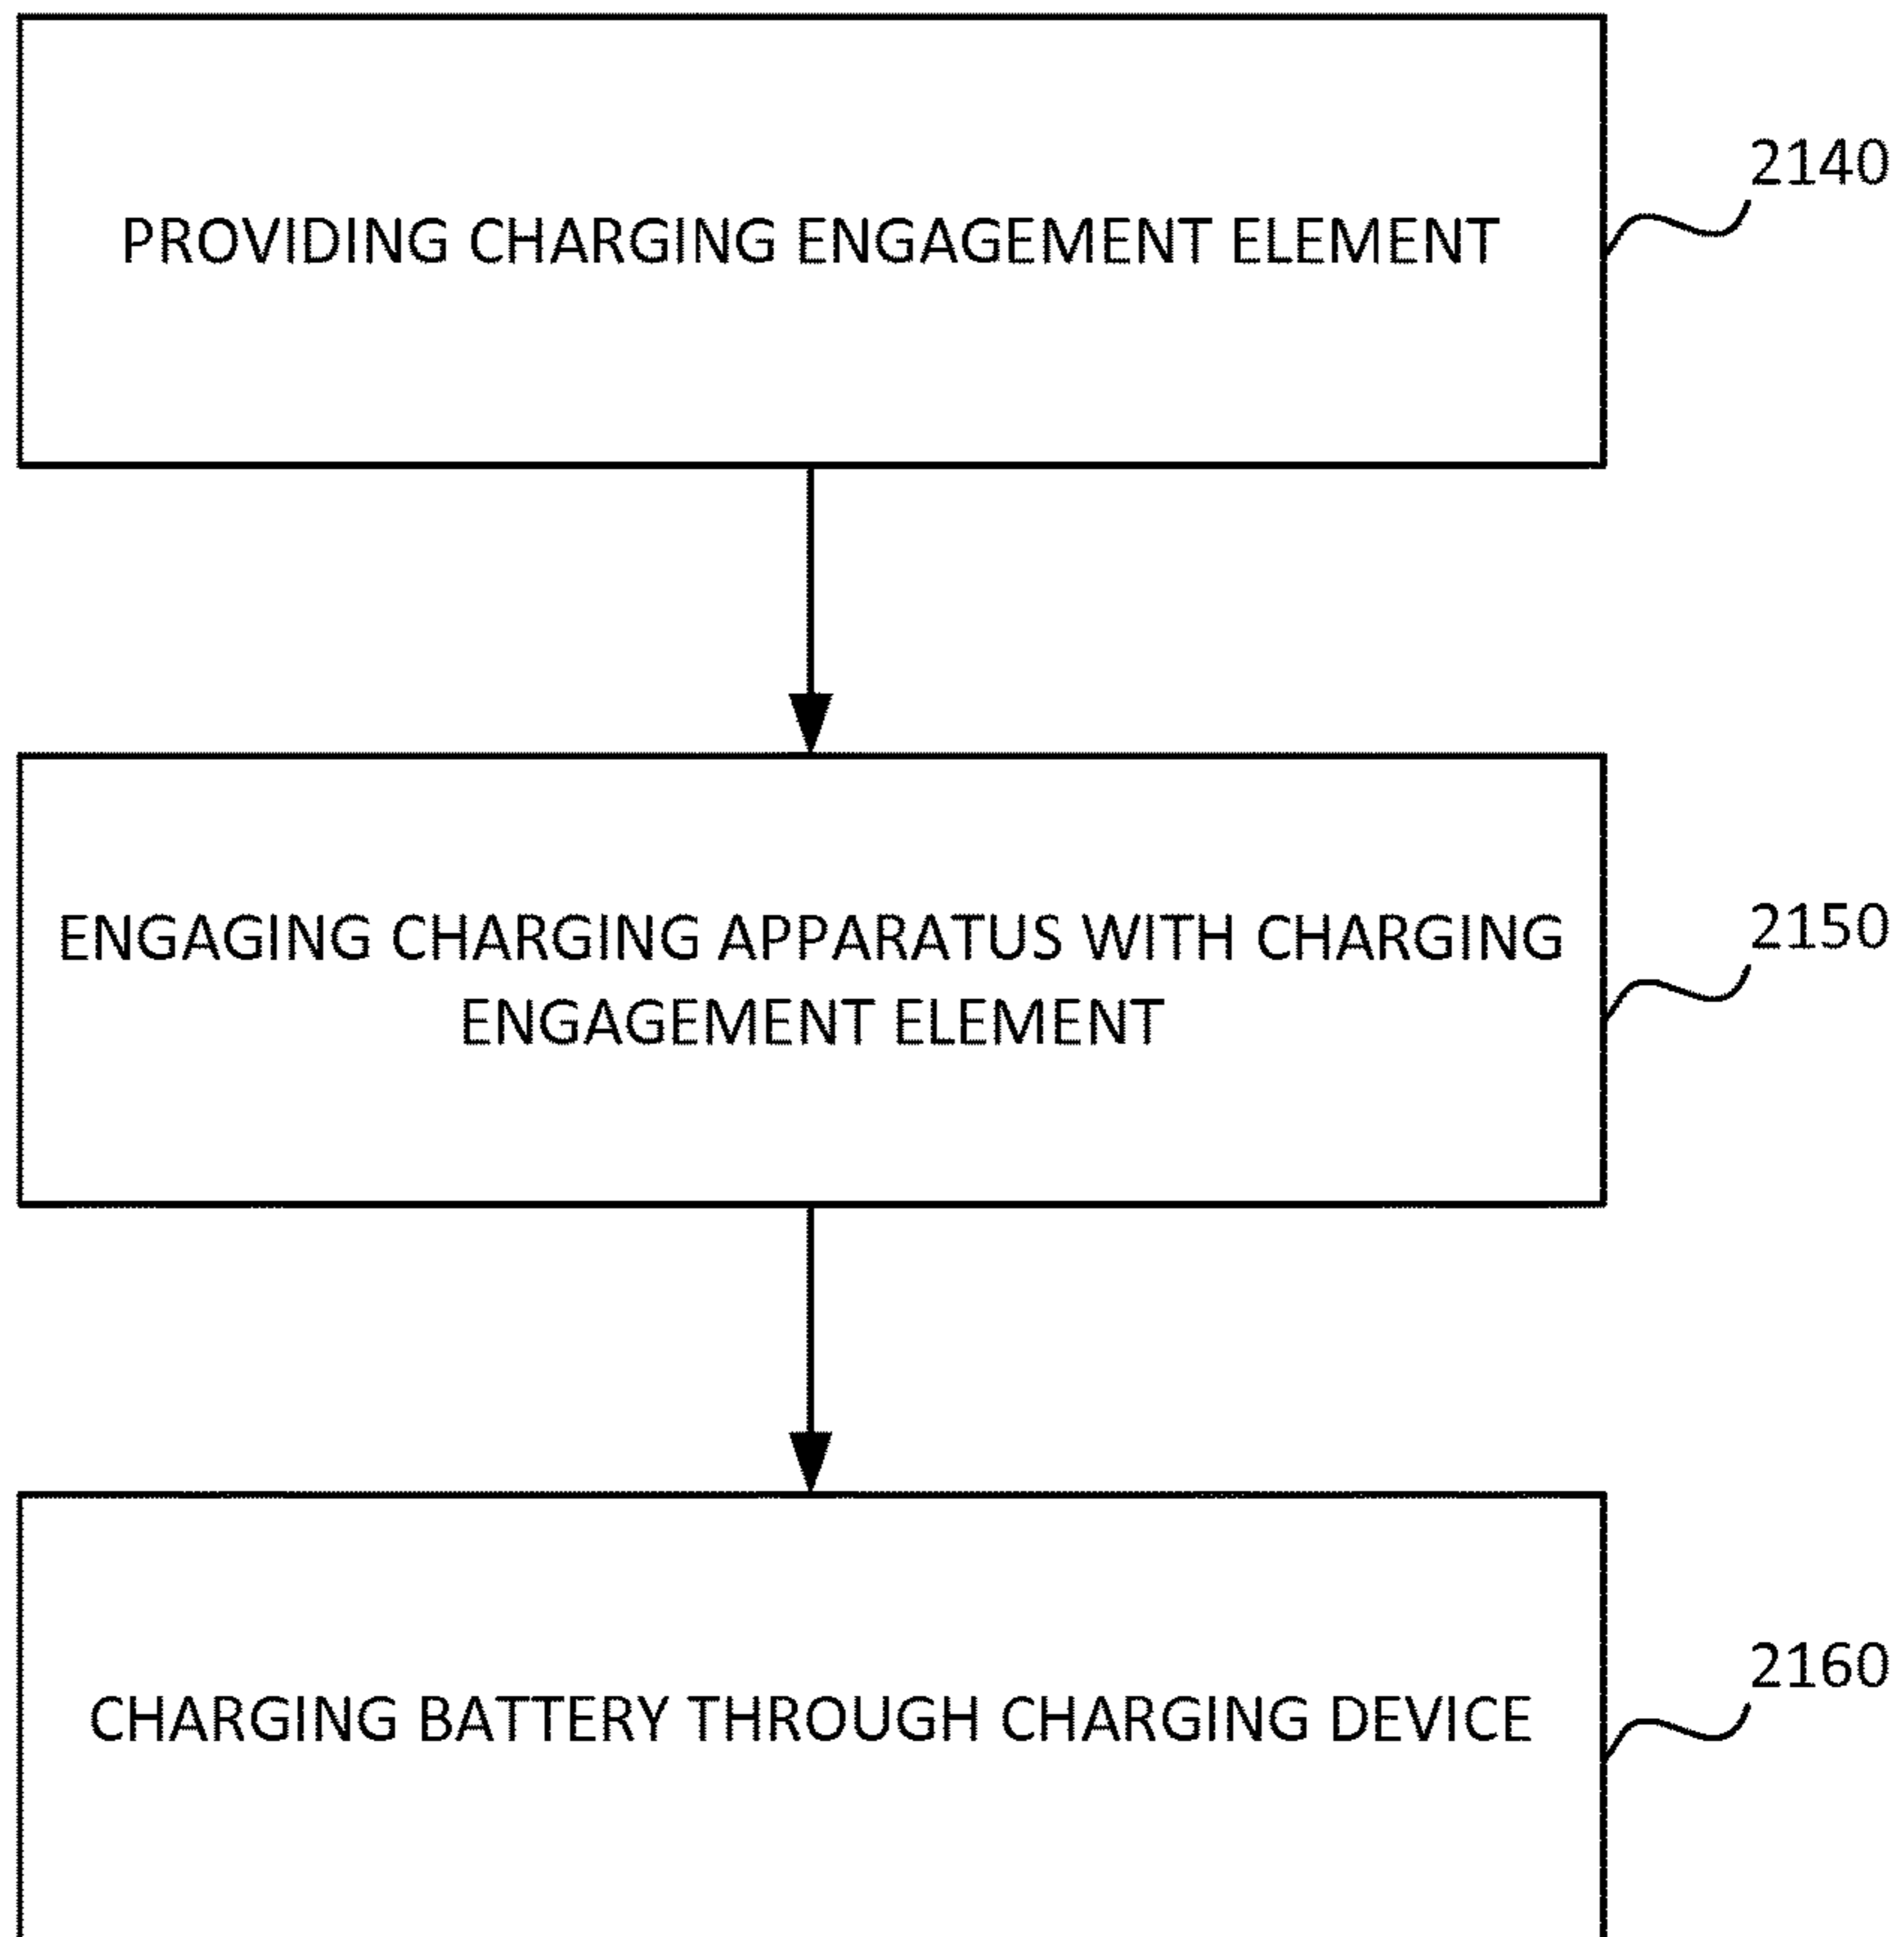 PROVIDING CHARGING ENGAGEMENT ELEMENT
2140
ENGAGING CHARGING APPARATUS WITH CHARGING
ENGAGEMENT ELEMENT
2150
CHARGING BATTERY THROUGH CHARGING DEVICE
2160